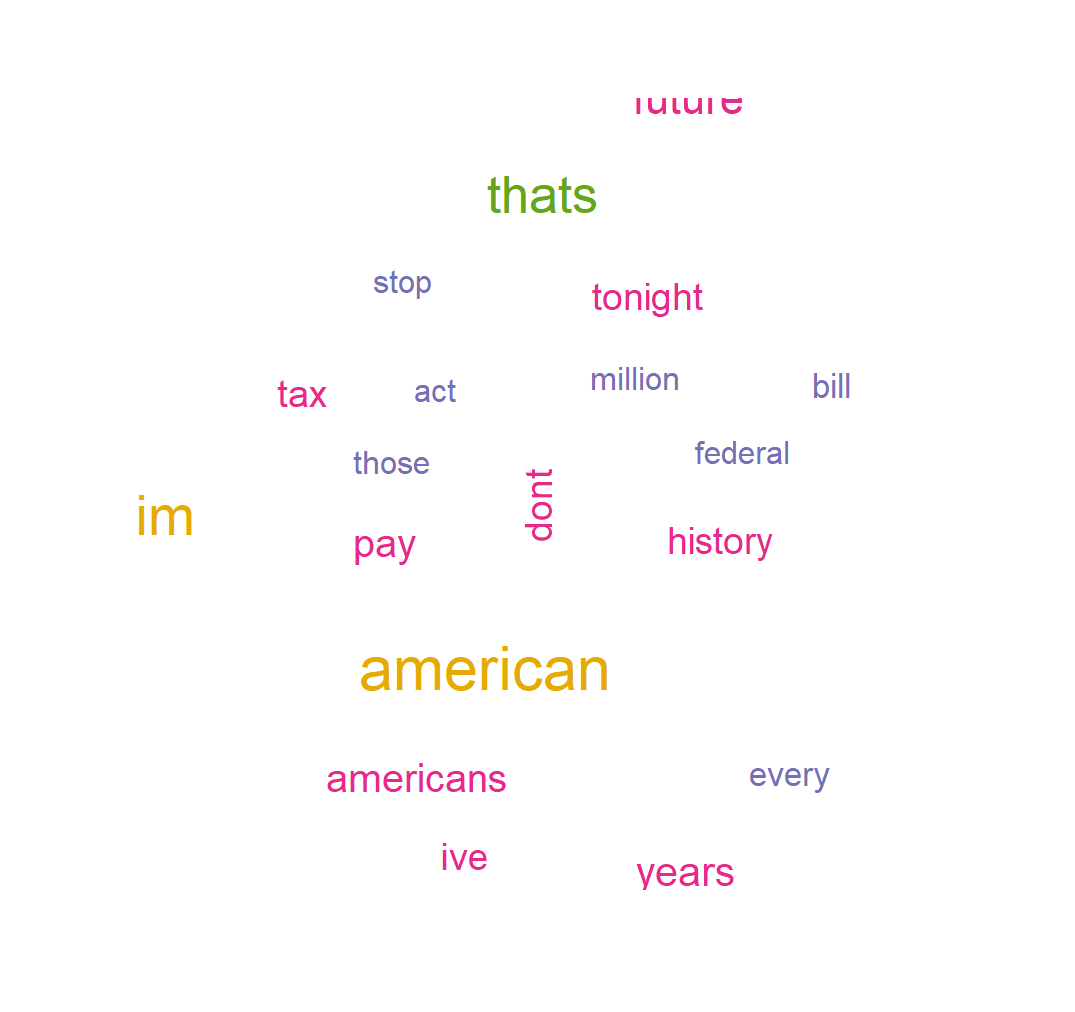 future
thats
stop
tonight
tax
act
million
bill
those
federal
im
pay
dont
history
american
americans
every
ive
years